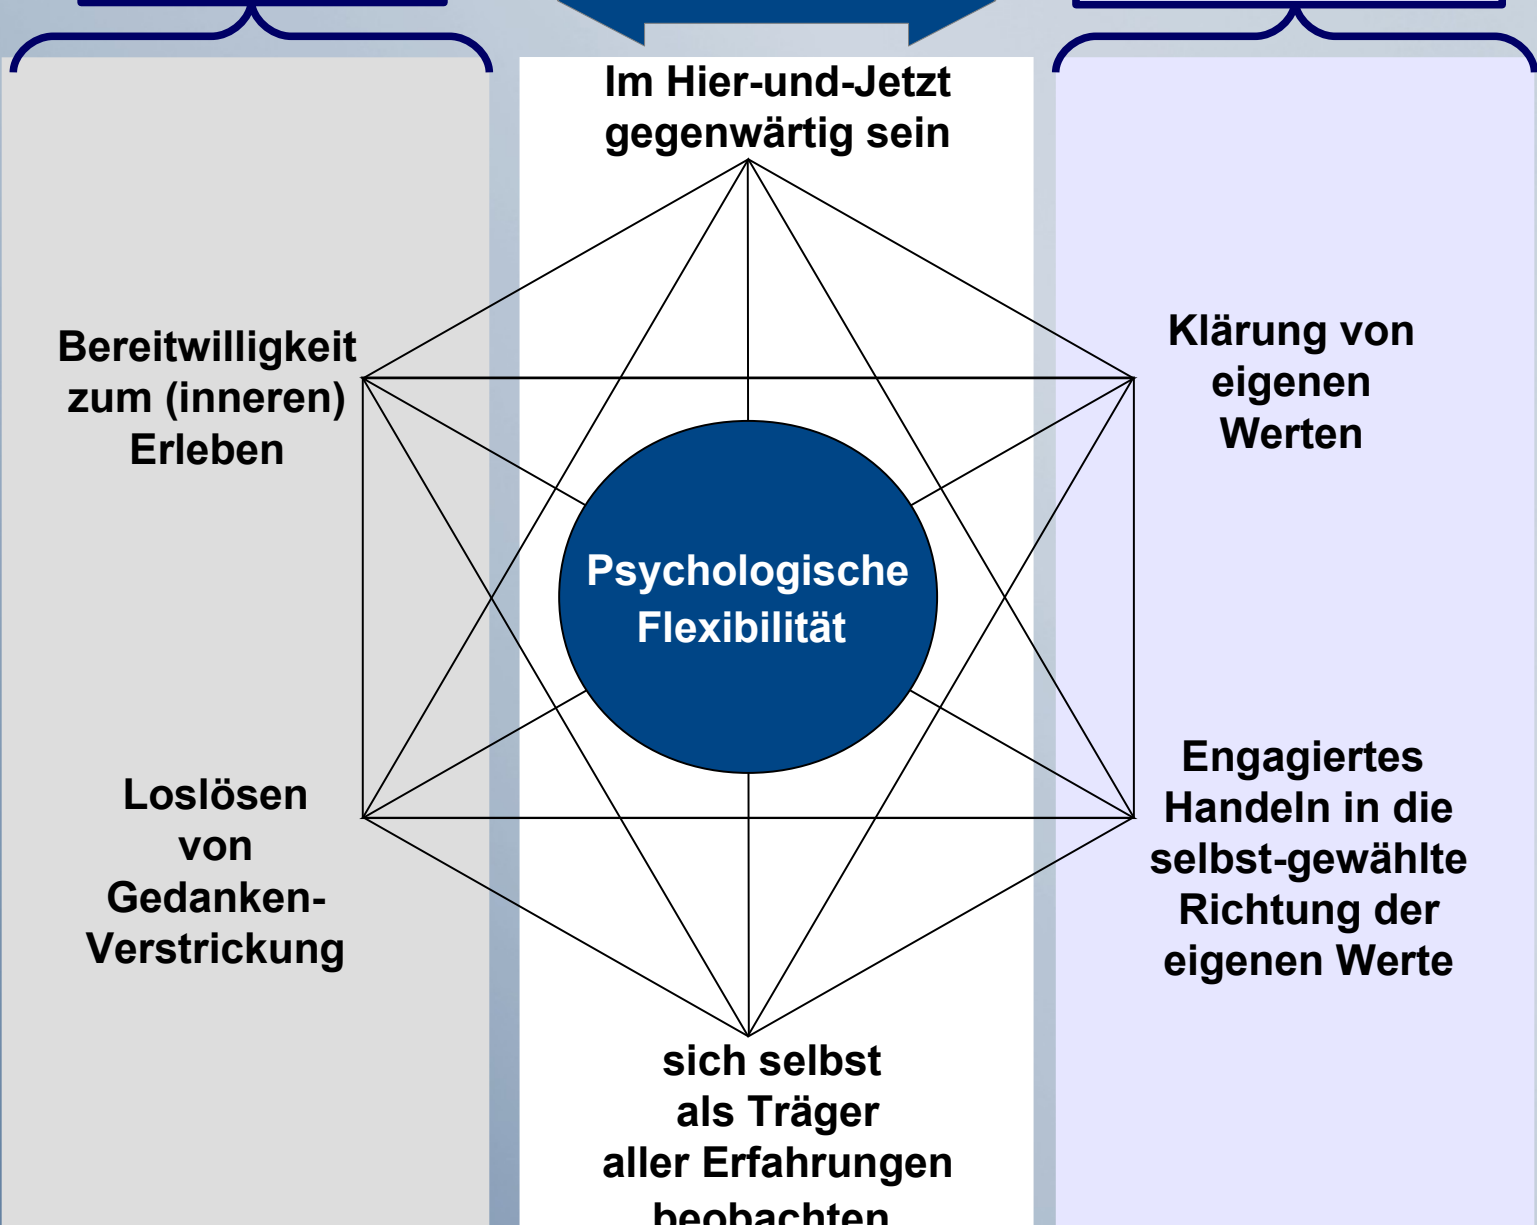 Im Hier-und-Jetzt
gegenwärtig sein
Bereitwilligkeit
zum (inneren)
Erleben
Klärung von
eigenen
Werten
Psychologische
Flexibilität
Loslösen
von
Gedanken-
Verstrickung
Engagiertes
Handeln in die
selbst-gewählte
Richtung der
eigenen Werte
sich selbst
als Träger
aller Erfahrungen
beobachten